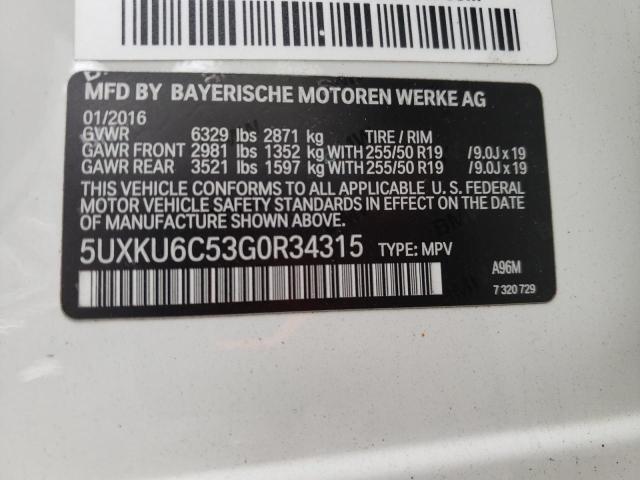 MFD BY BAYERISCHE MOTOREN WERKE AG
01/2016
GVWR 6329 lbs 2871 kg TIRE / RIM
GAWR FRONT 2981 lbs 1352 kg WITH 255/50 R19 /9.0J x 19
GAWR REAR 3521 lbs 1597 kg WITH 255/50 R19 /9.0J x 19
THIS VEHICLE CONFORMS TO ALL APPLICABLE U. S. FEDERAL
MOTOR VEHICLE SAFETY STANDARDS IN EFFECT ON THE DATE
OF MANUFACTURE SHOWN ABOVE.
5UXKU6C53G0R34315 TYPE: MPV
A96M
7 320 729